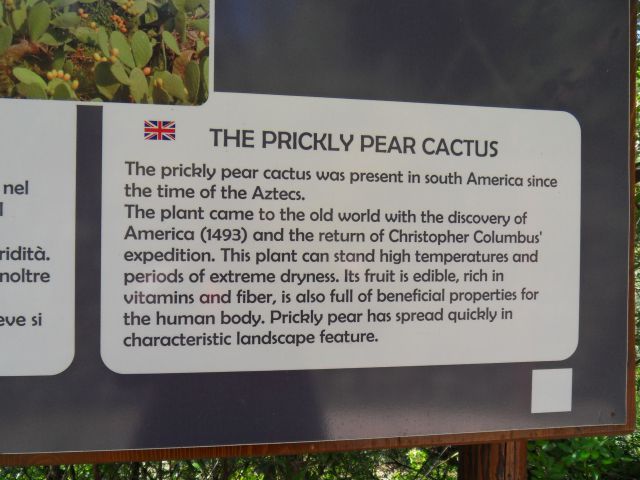 nel
ridità.
noltre
eve si
THE PRICKLY PEAR CACTUS
The prickly pear cactus was present in south America since
the time of the Aztecs.
The plant came to the old world with the discovery of
America (1493) and the return of Christopher Columbus'
expedition. This plant can stand high temperatures and
periods of extreme dryness. Its fruit is edible, rich in
vitamins and fiber, is also full of beneficial properties for
the human body. Prickly pear has spread quickly in
characteristic landscape feature.